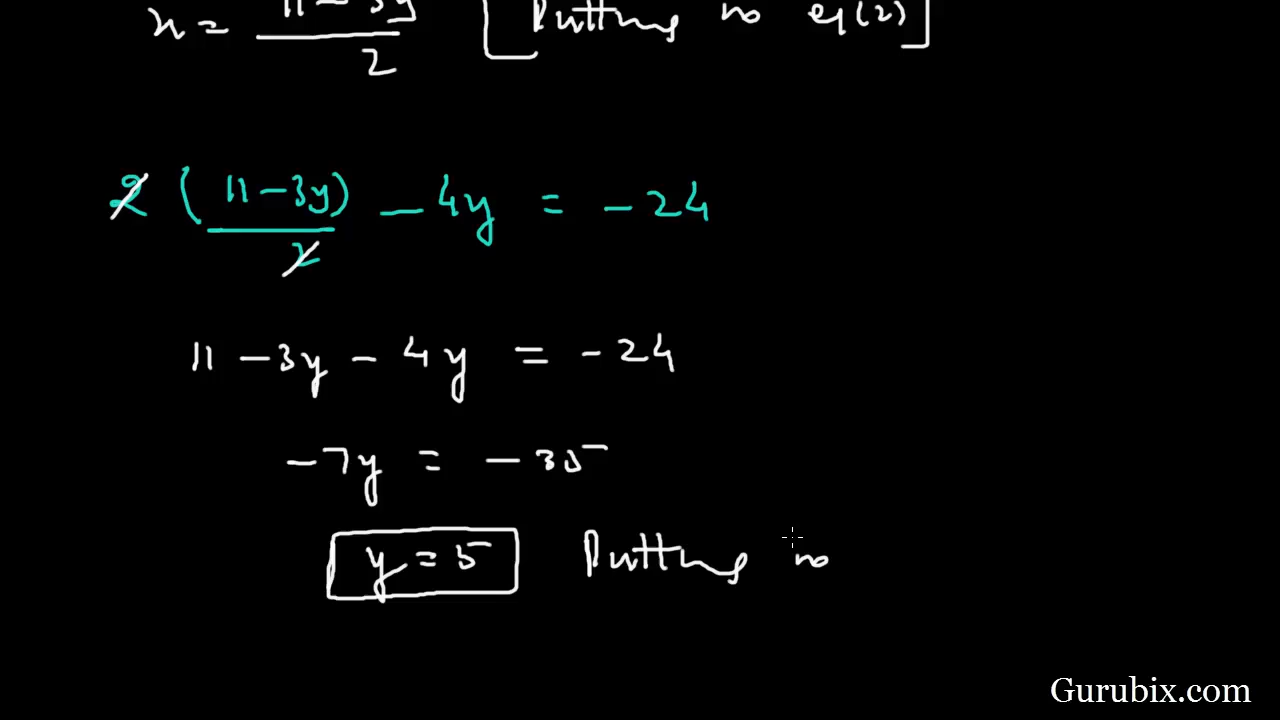 x = 11 - 3y / 2 [Putting in eq(2)]
2 (11 - 3y) / 2 - 4y = - 24
11 - 3y - 4y = - 24
- 7y = - 35
y = 5 Putting in
Gurubix.com